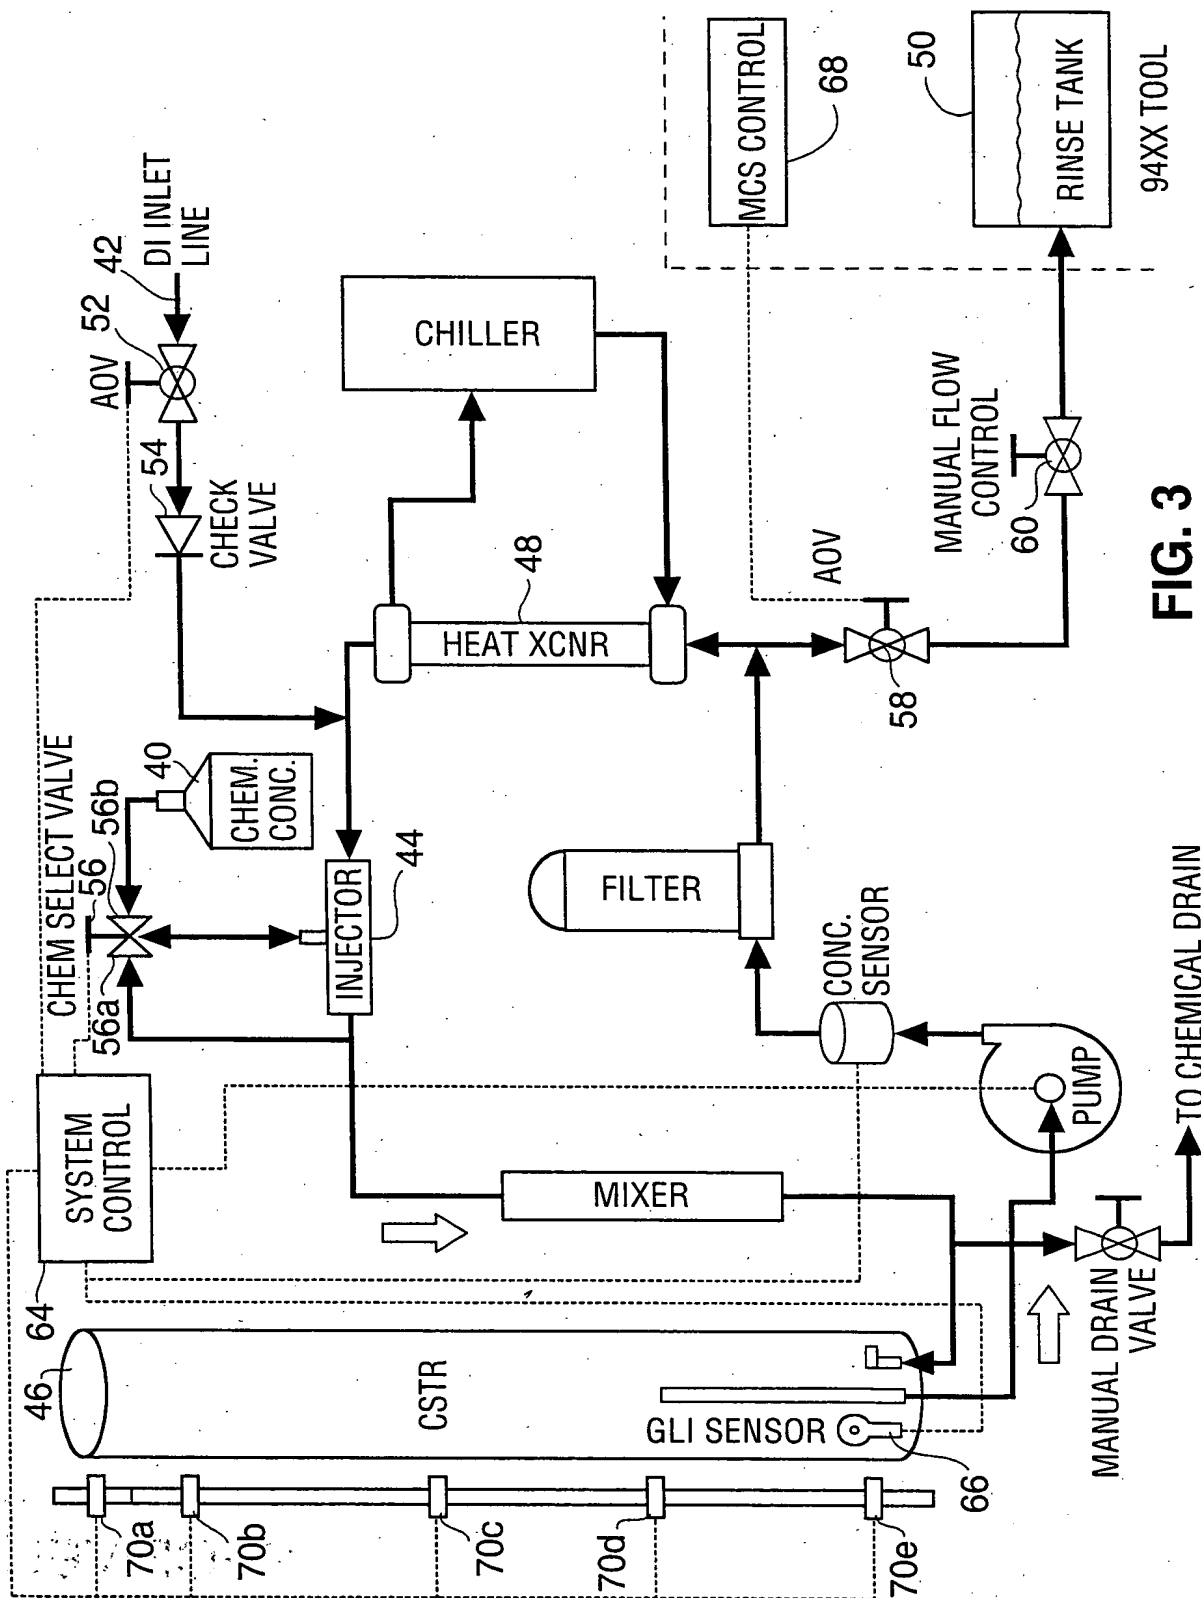 46
64
SYSTEM
CONTROL
CHEM SELECT VALVE
56a
56
56b
40
CHEM.
CONC.
AOV
52
42
DI INLET
LINE
54
CHECK
VALVE
INJECTOR
44
CHILLER
HEAT XCNR
48
MIXER
CSTR
GLI SENSOR
66
70a
70b
70c
70d
70e
FILTER
CONC.
SENSOR
PUMP
AOV
58
MANUAL FLOW
CONTROL
60
MCS CONTROL
68
50
RINSE TANK
94XX TOOL
MANUAL DRAIN
VALVE
TO CHEMICAL DRAIN
FIG. 3